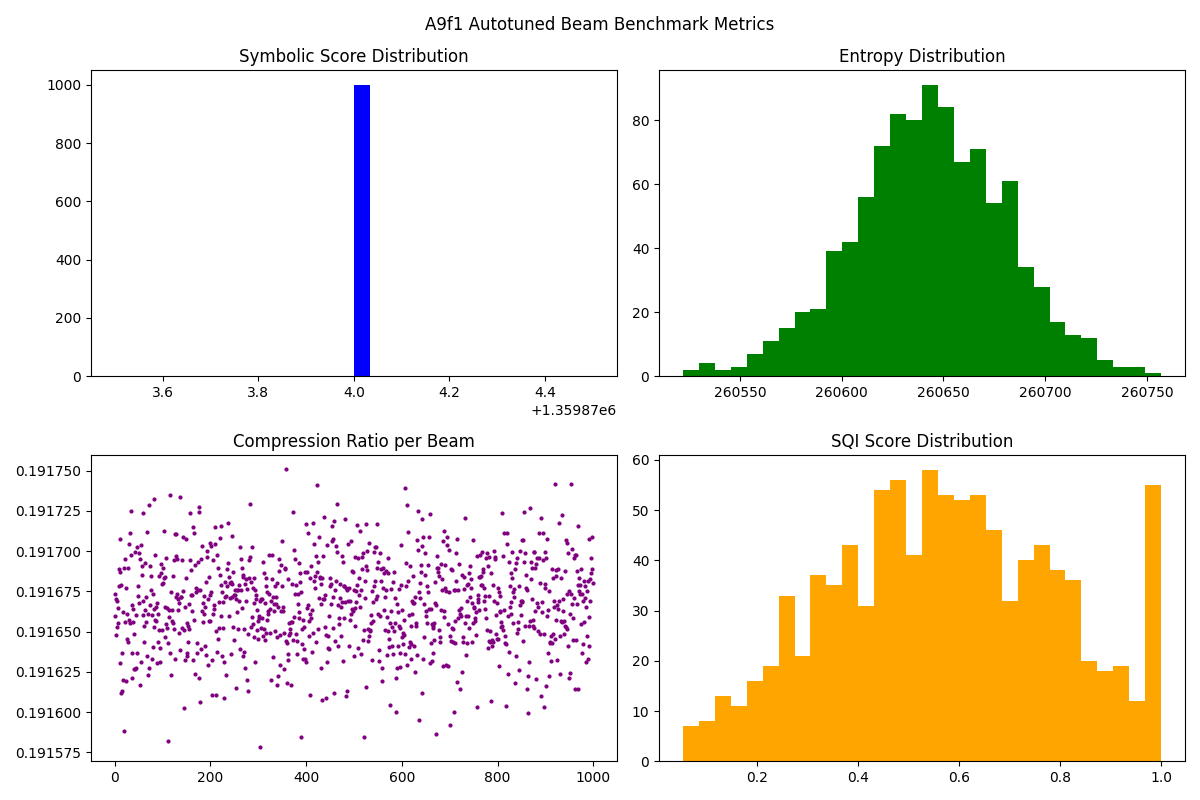 A9f1 Autotuned Beam Benchmark Metrics
Symbolic Score Distribution
1000
800
600
400
200
0
3.6 3.8 4.0 4.2 4.4
+1.35987e6
Entropy Distribution
80
60
40
20
0
260550 260600 260650 260700 260750
Compression Ratio per Beam
0.191750
0.191725
0.191700
0.191675
0.191650
0.191625
0.191600
0.191575
0 200 400 600 800 1000
SQI Score Distribution
60
50
40
30
20
10
0
0.2 0.4 0.6 0.8 1.0